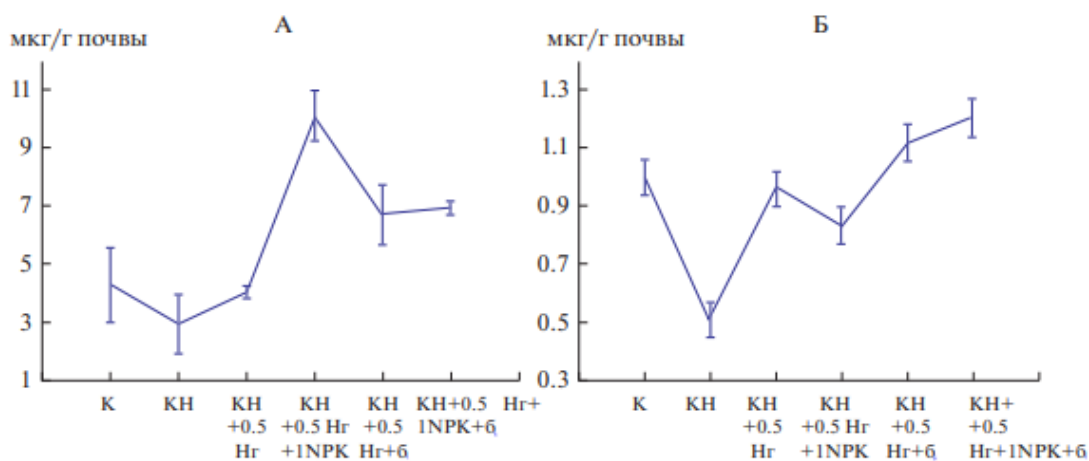 А
мкг/г почвы
11
9
7
5
3
1
К КН КН КН КН КН+0.5 Нг+
+0.5 +0.5 Нг +0.5 1NPK+б
Нг +1NPK Нг+б
Б
мкг/г почвы
1.3
1.1
0.9
0.7
0.5
0.3
К КН КН КН КН КН+
+0.5 +0.5 Нг +0.5 +0.5
Нг +1NPK Нг+б Нг+1NPK+б